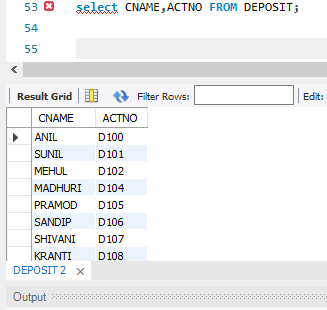 53 select CNAME,ACTNO FROM DEPOSIT;
54
55
Result Grid Filter Rows: Edit:
CNAME ACTNO
ANIL D100
SUNIL D101
MEHUL D102
MADHURI D104
PRAMOD D105
SANDIP D106
SHIVANI D107
KRANTI D108
DEPOSIT 2
Output